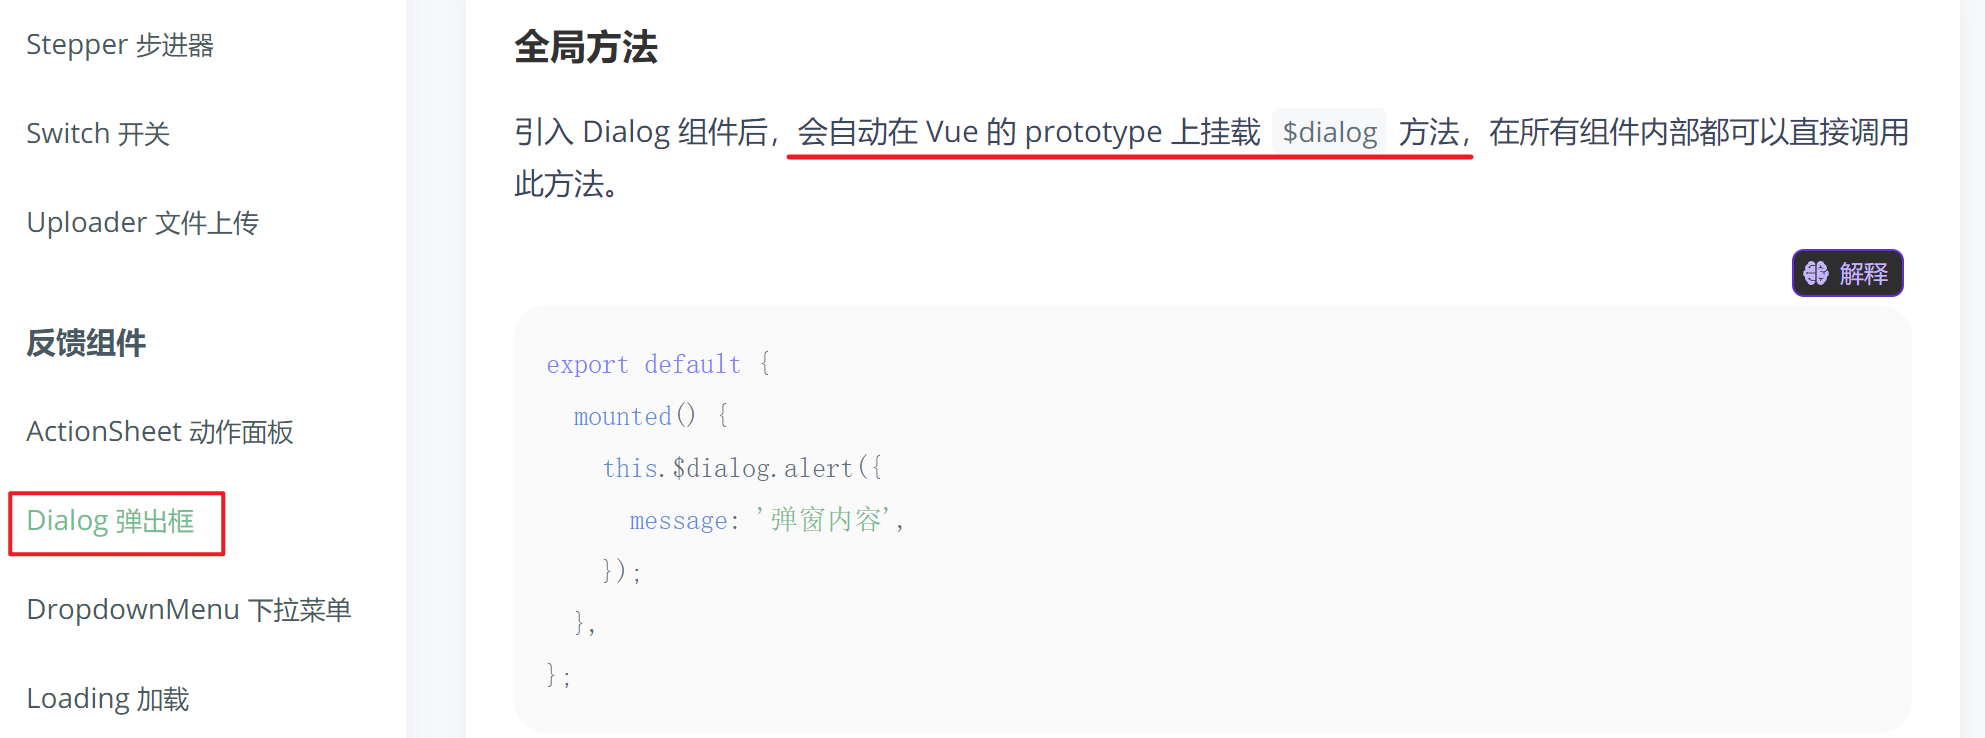 Stepper 步进器
Switch 开关
Uploader 文件上传
反馈组件
ActionSheet 动作面板
Dialog 弹出框
DropdownMenu 下拉菜单
Loading 加载
全局方法
引入 Dialog 组件后，会自动在 Vue 的 prototype 上挂载 $dialog 方法，在所有组件内部都可以直接调用
此方法。
解释
export default {
  mounted() {
    this.$dialog.alert({
      message: '弹窗内容',
    });
  },
};